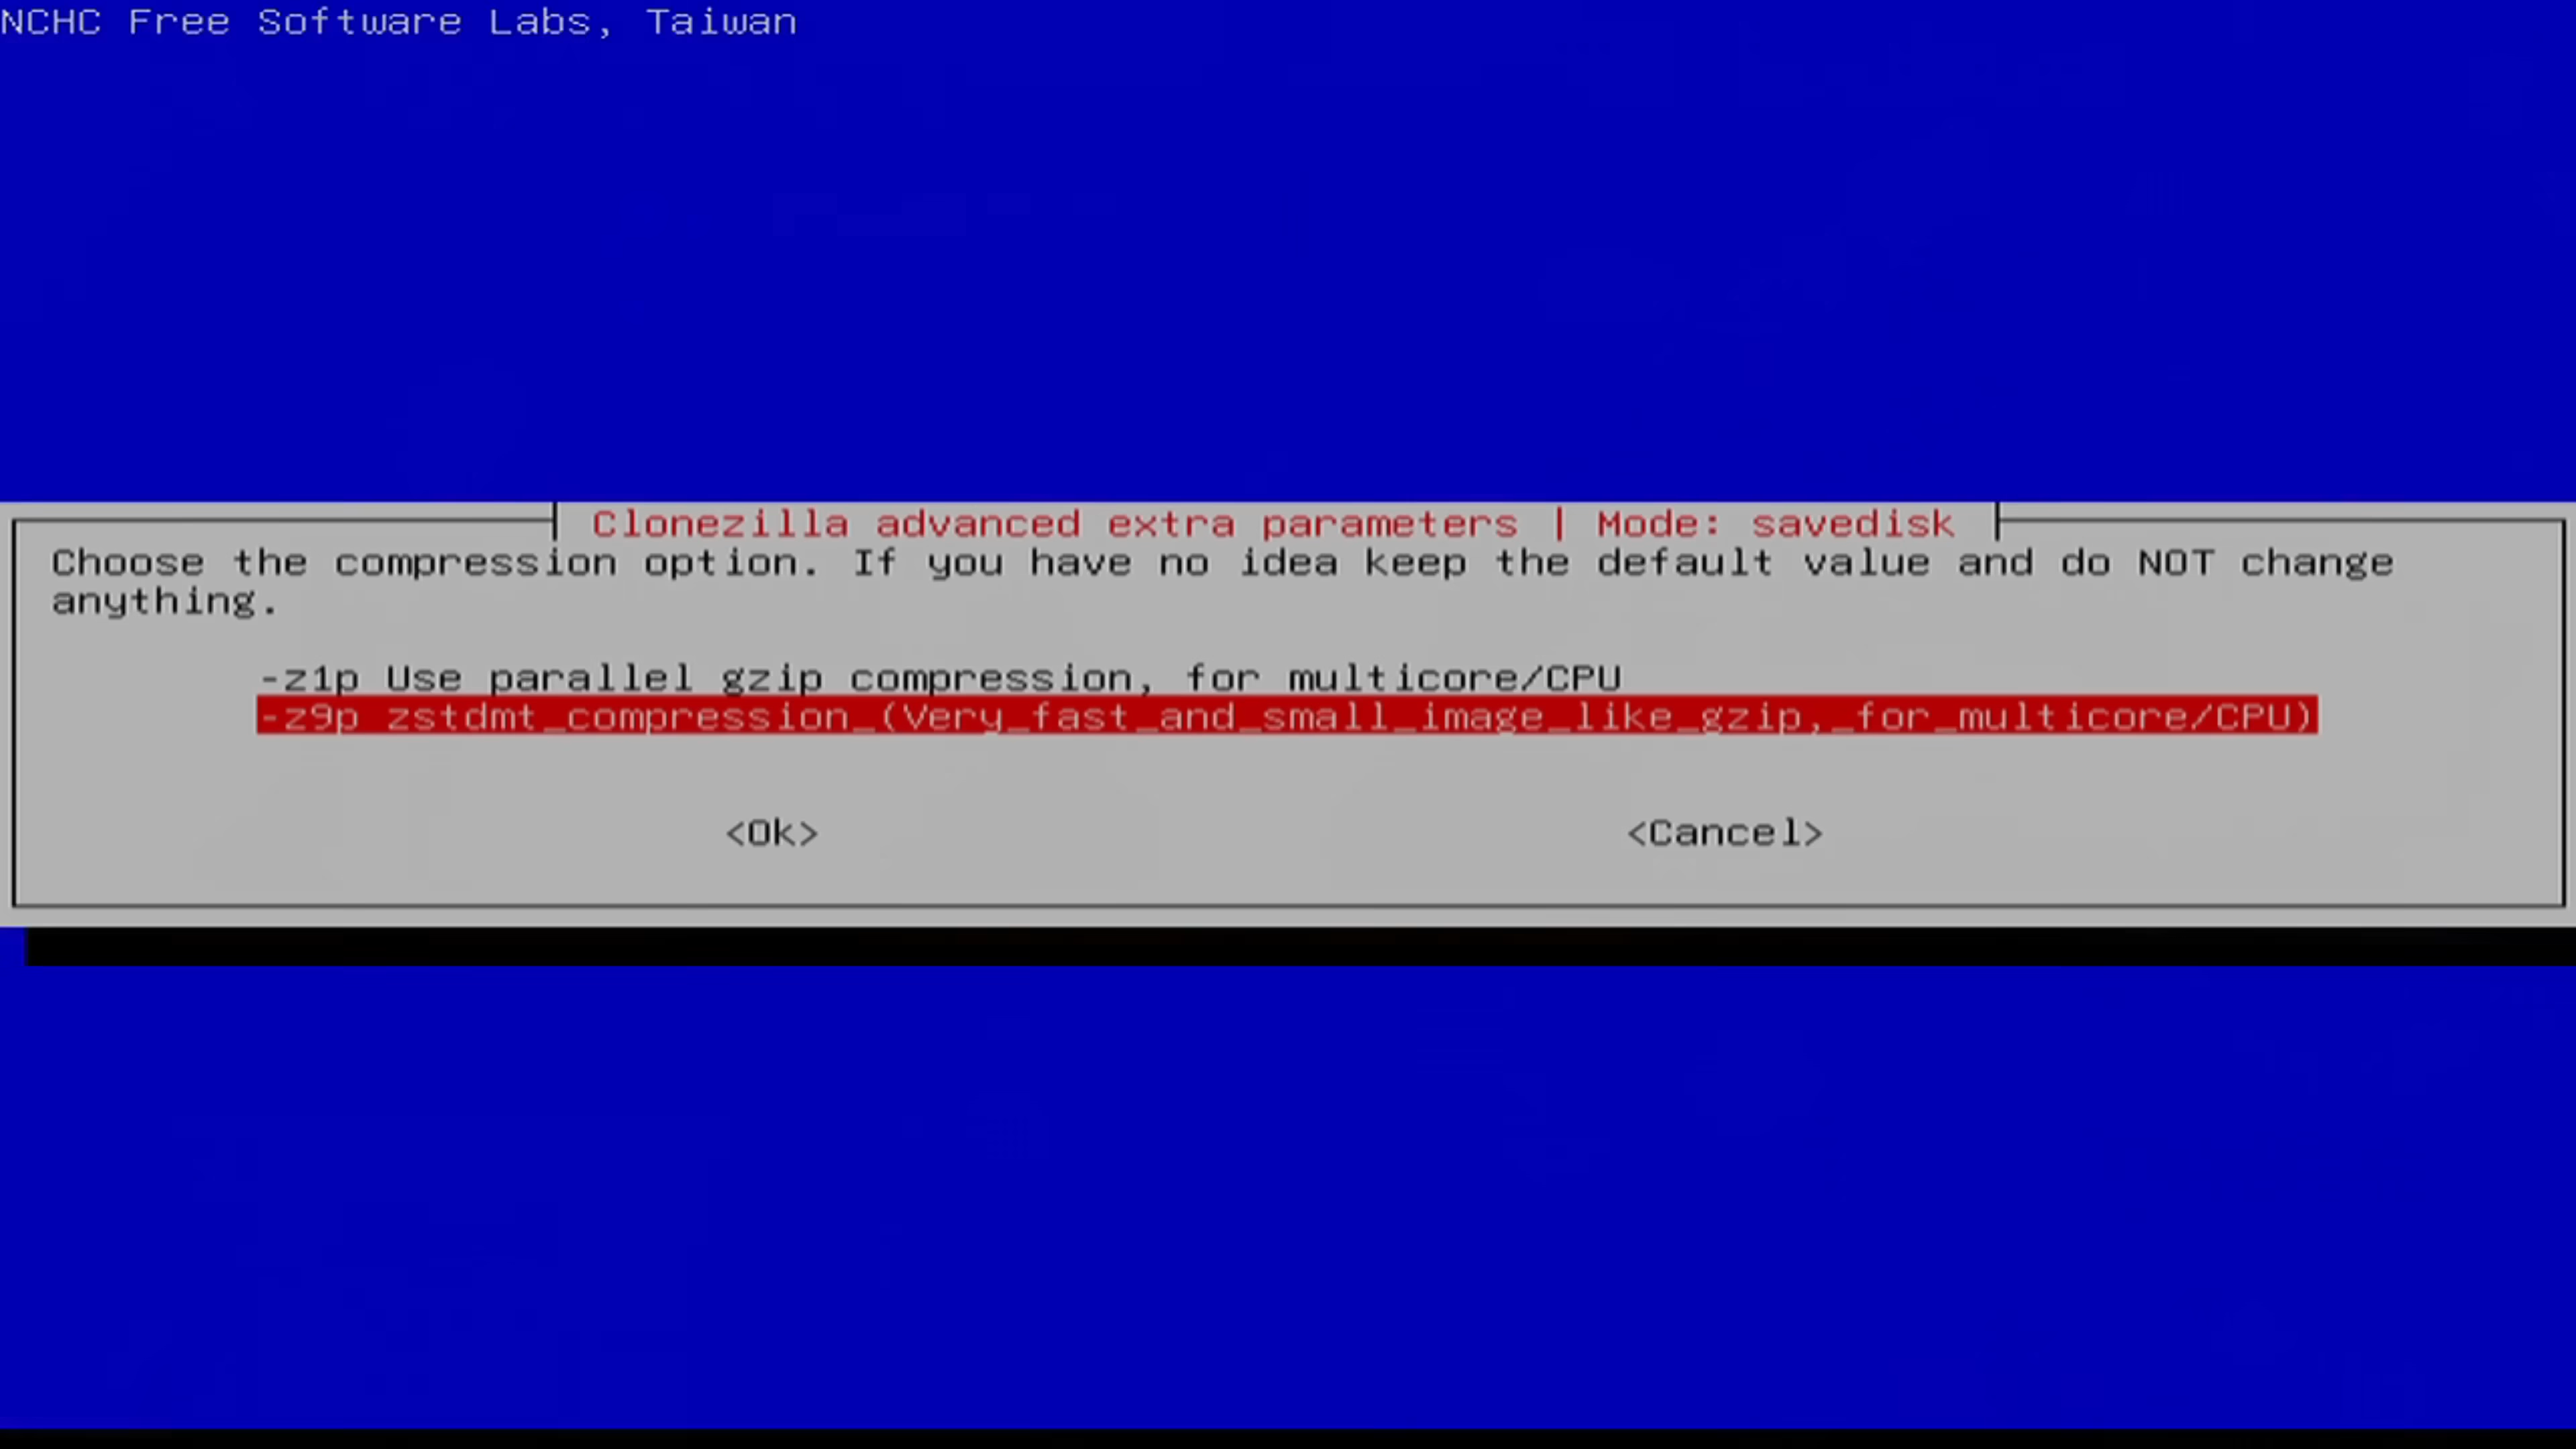 NCHC Free Software Labs, Taiwan
Clonezilla advanced extra parameters | Mode: savedisk
Choose the compression option. If you have no idea keep the default value and do NOT change
anything.
-z1p Use parallel gzip compression, for multicore/CPU
-z9p zstdmt_compression_(Very_fast_and_small_image_like_gzip,_for_multicore/CPU)
<Ok> <Cancel>